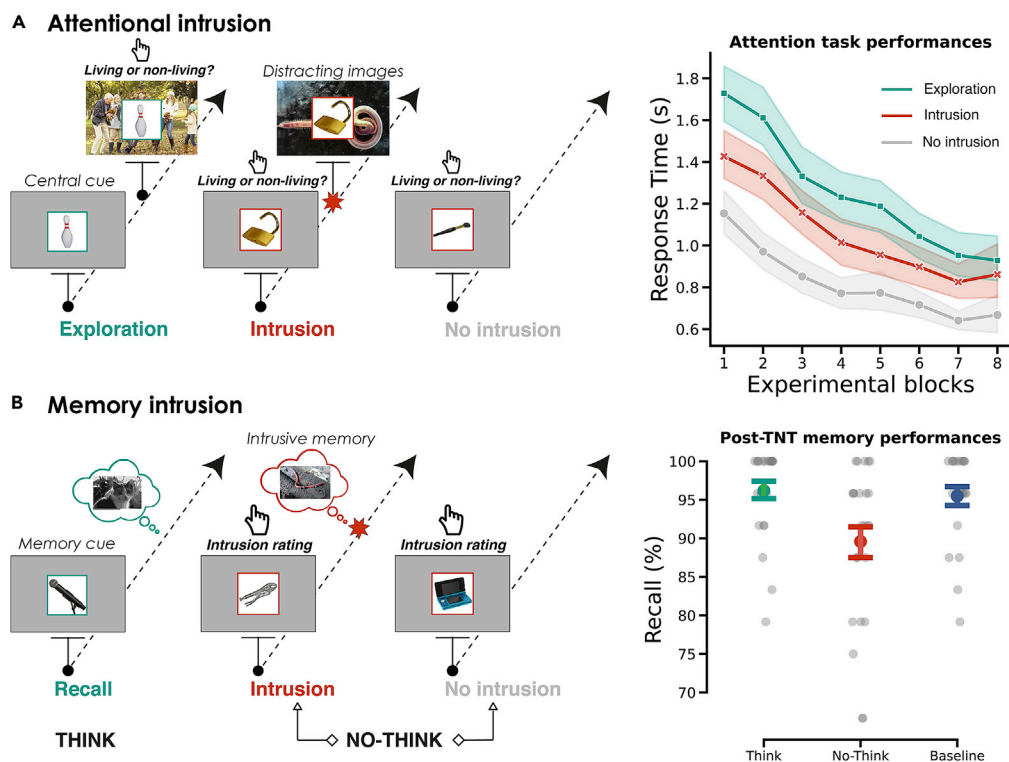 A Attentional intrusion
Living or non-living?
Distracting images
Central cue
Living or non-living?
Living or non-living?
Exploration
Intrusion
No intrusion
Attention task performances
Exploration
Intrusion
No intrusion
Response Time (s)
1.8
1.6
1.4
1.2
1.0
0.8
0.6
1 2 3 4 5 6 7 8
Experimental blocks
B Memory intrusion
Intrusive memory
Memory cue
Intrusion rating
Intrusion rating
Recall
Intrusion
No intrusion
THINK
NO-THINK
Post-TNT memory performances
Recall (%)
100
95
90
85
80
75
70
Think No-Think Baseline